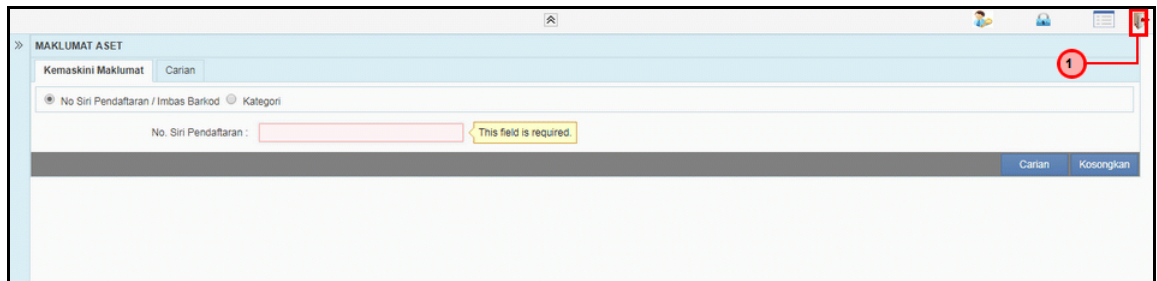 MAKLUMAT ASET
1
Kemaskini Maklumat Carian
No Siri Pendaftaran / Imbas Barkod Kategori
No. Siri Pendaftaran : This field is required.
Carian Kosongkan